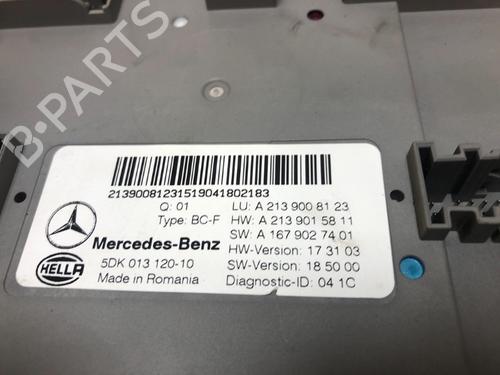 B-PARTS
21390081231519041802183
Q: 01
LU: A 213 900 81 23
Type: BC-F
HW: A 213 901 58 11
SW: A 167 902 74 01
Mercedes-Benz
HW-Version: 17 31 03
HELLA
5DK 013 120-10
SW-Version: 18 50 00
Made in Romania
Diagnostic-ID: 04 1C